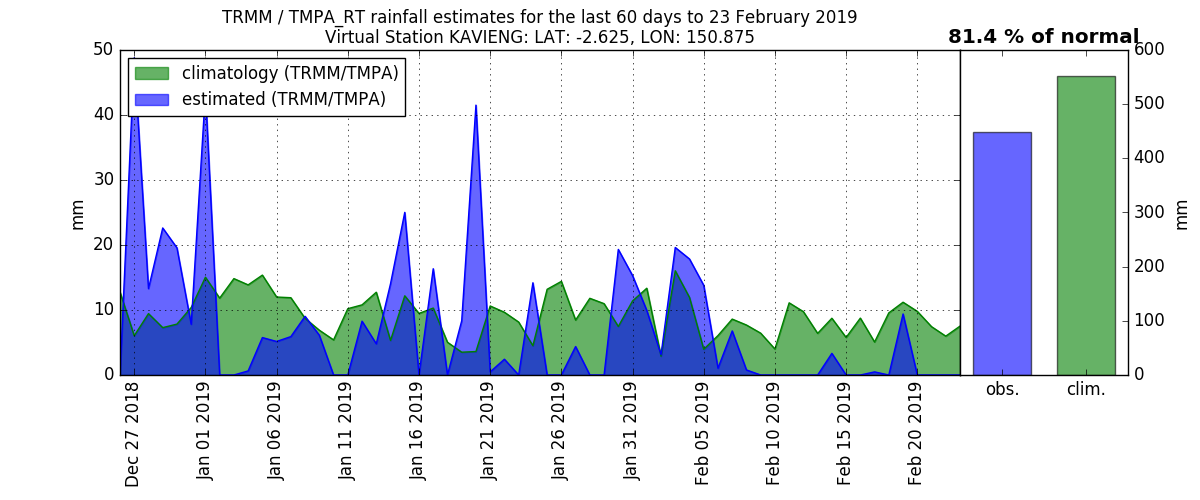 TRMM / TMPA_RT rainfall estimates for the last 60 days to 23 February 2019
Virtual Station KAVIENG: LAT: -2.625, LON: 150.875
81.4 % of normal
climatology (TRMM/TMPA)
estimated (TRMM/TMPA)
50
40
30
20
10
0
mm
Dec 27 2018
Jan 01 2019
Jan 06 2019
Jan 11 2019
Jan 16 2019
Jan 21 2019
Jan 26 2019
Jan 31 2019
Feb 05 2019
Feb 10 2019
Feb 15 2019
Feb 20 2019
600
500
400
300
200
100
0
mm
obs.
clim.